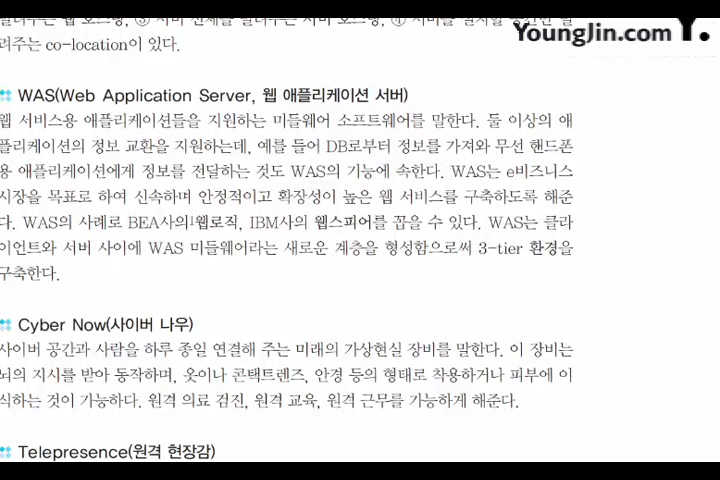 YoungJin.com Y.
려주는 co-location이 있다.
WAS(Web Application Server, 웹 애플리케이션 서버)
웹 서비스용 애플리케이션들을 지원하는 미들웨어 소프트웨어를 말한다. 둘 이상의 애
플리케이션의 정보 교환을 지원하는데, 예를 들어 DB로부터 정보를 가져와 무선 핸드폰
용 애플리케이션에게 정보를 전달하는 것도 WAS의 기능에 속한다. WAS는 e비즈니스
시장을 목표로 하여 신속하며 안정적이고 확장성이 높은 웹 서비스를 구축하도록 해준
다. WAS의 사례로 BEA사의 웹로직, IBM사의 웹스피어를 꼽을 수 있다. WAS는 클라
이언트와 서버 사이에 WAS 미들웨어라는 새로운 계층을 형성함으로써 3-tier 환경을
구축한다.
Cyber Now(사이버 나우)
사이버 공간과 사람을 하루 종일 연결해 주는 미래의 가상현실 장비를 말한다. 이 장비는
뇌의 지시를 받아 동작하며, 옷이나 콘택트렌즈, 안경 등의 형태로 착용하거나 피부에 이
식하는 것이 가능하다. 원격 의료 검진, 원격 교육, 원격 근무를 가능하게 해준다.
Telepresence(원격 현장감)